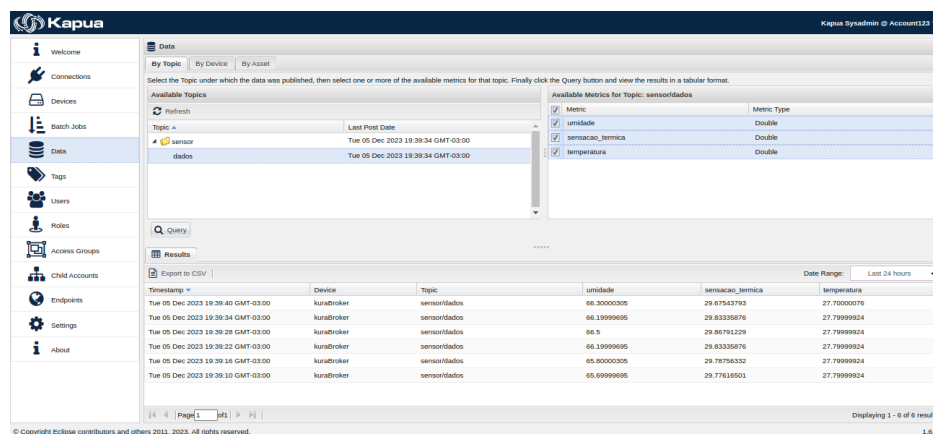 Kapua
Kapua Sysadmin @ Account123
Welcome
Connections
Devices
Batch Jobs
Data
Tags
Users
Roles
Access Groups
Child Accounts
Endpoints
Settings
About
Data
By Topic By Device By Asset
Select the Topic under which the data was published, then select one or more of the available metrics for that topic. Finally click the Query button and view the results in a tabular format.
Available Topics
Refresh
Topic Last Post Date
sensor Tue 05 Dec 2023 19:39:34 GMT-03:00
dados Tue 05 Dec 2023 19:39:34 GMT-03:00
Available Metrics for Topic: sensor/dados
Metric Metric Type
umidade Double
sensacao_termica Double
temperatura Double
Query
Results
Export to CSV Date Range: Last 24 hours
Timestamp Device Topic umidade sensacao_termica temperatura
Tue 05 Dec 2023 19:39:40 GMT-03:00 kuraBroker sensor/dados 66.30000305 29.67543793 27.70000076
Tue 05 Dec 2023 19:39:34 GMT-03:00 kuraBroker sensor/dados 66.19999695 29.83335876 27.79999924
Tue 05 Dec 2023 19:39:28 GMT-03:00 kuraBroker sensor/dados 66.5 29.86791229 27.79999924
Tue 05 Dec 2023 19:39:22 GMT-03:00 kuraBroker sensor/dados 66.19999695 29.83335876 27.79999924
Tue 05 Dec 2023 19:39:16 GMT-03:00 kuraBroker sensor/dados 65.80000305 29.78756332 27.79999924
Tue 05 Dec 2023 19:39:10 GMT-03:00 kuraBroker sensor/dados 65.69999695 29.77616501 27.79999924
Page 1 of1 Displaying 1 - 6 of 6 resul
© Copyright Eclipse contributors and others 2011, 2023. All rights reserved. 1.6